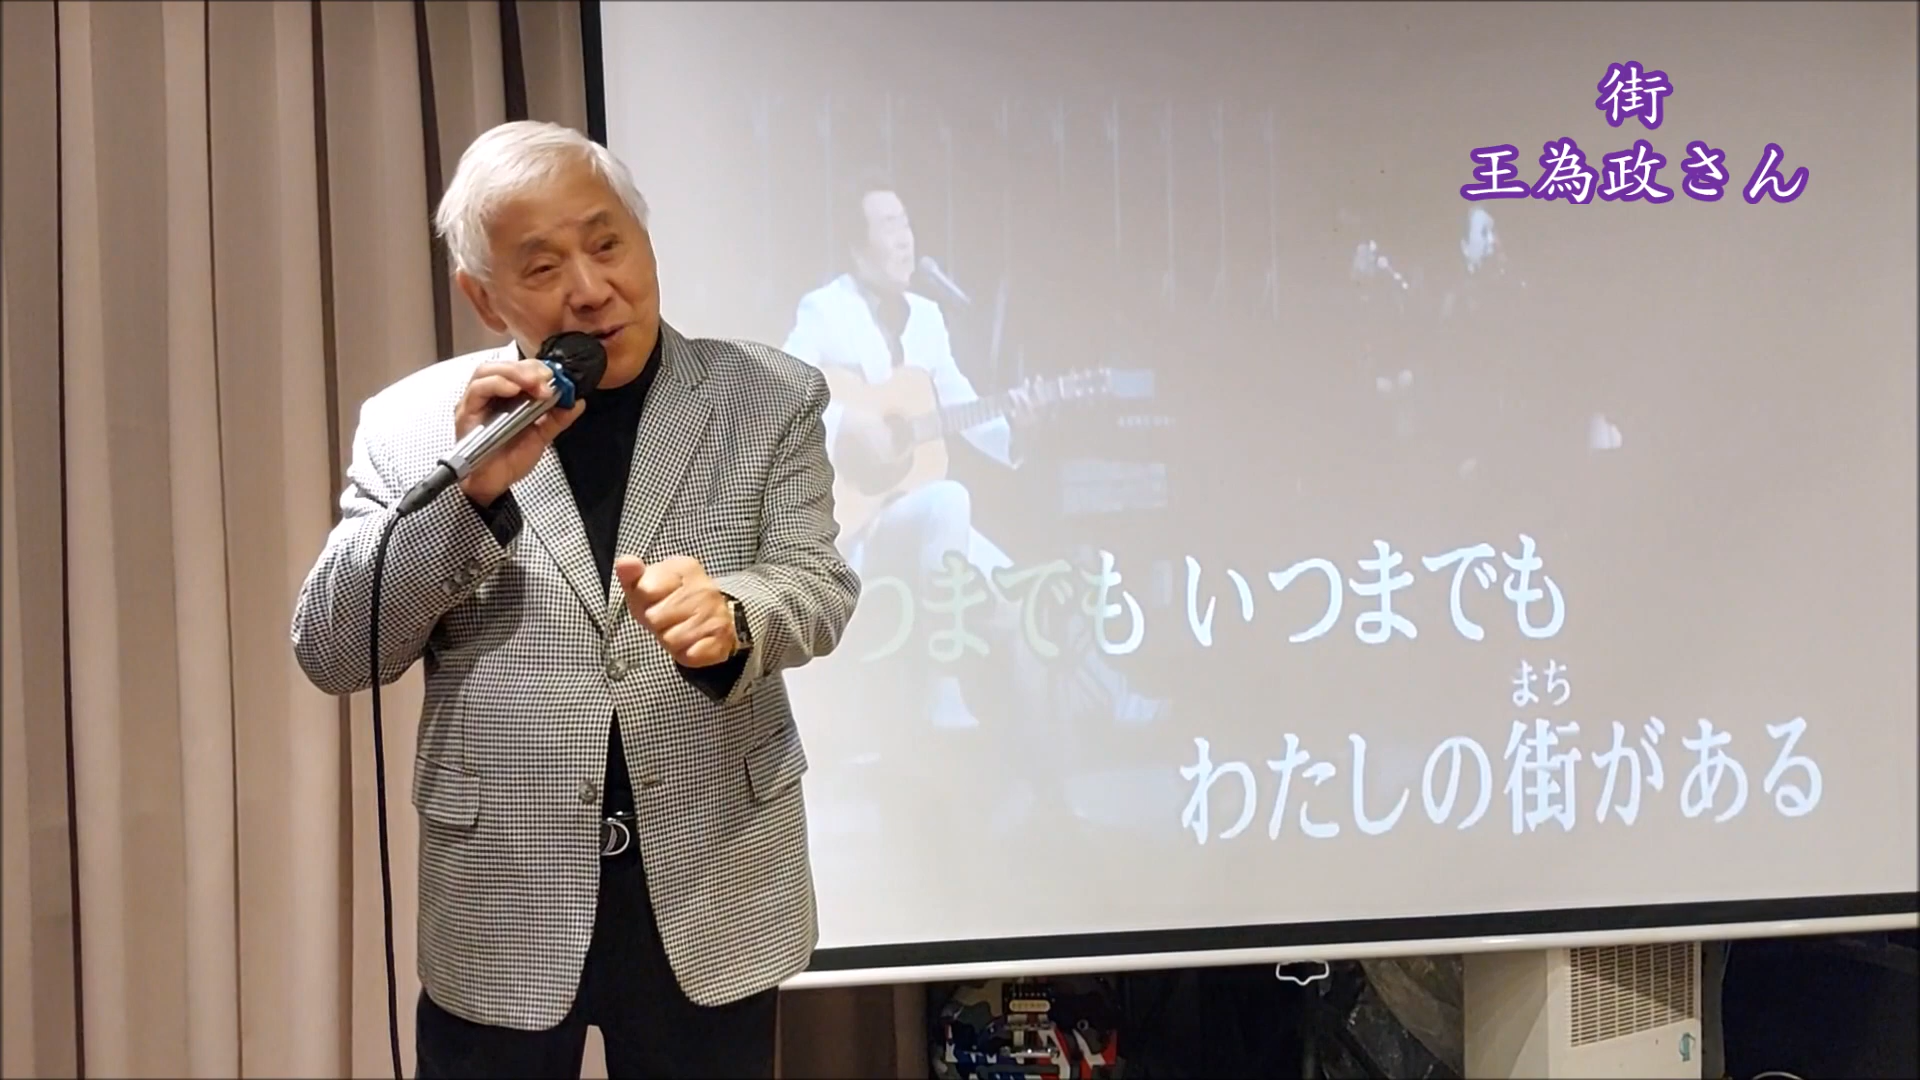 街
王為政さん
つまでも いつまでも
まち
わたしの街がある